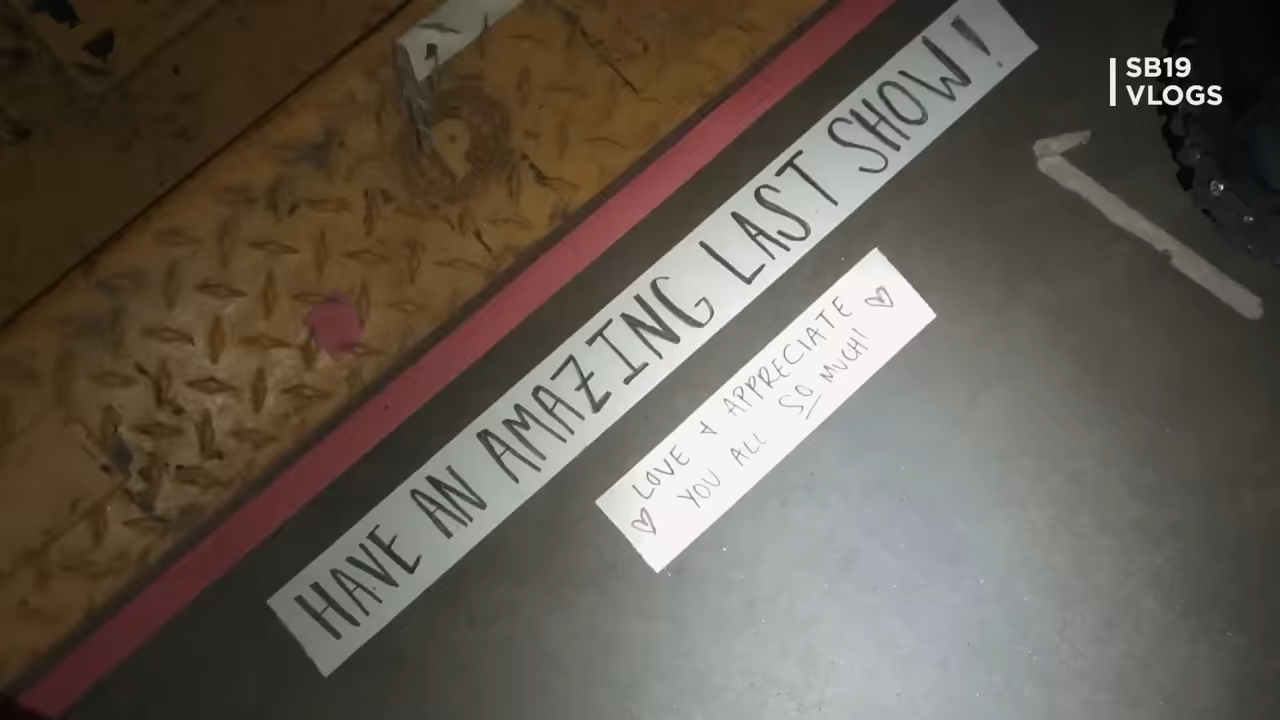 SB19
VLOGS
HAVE AN AMAZING LAST SHOW!
LOVE & APPRECIATE ♡
♡ YOU ALL SO MUCH!